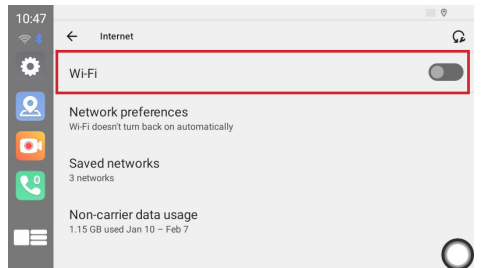 10:47
Internet
Wi-Fi
Network preferences
Wi-Fi doesn't turn back on automatically
Saved networks
3 networks
Non-carrier data usage
1.15 GB used Jan 10 – Feb 7